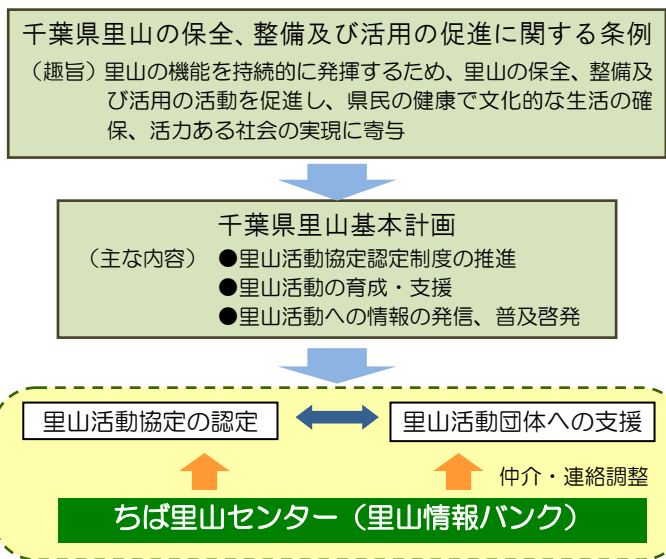 千葉県里山の保全、整備及び活用の促進に関する条例
（趣旨）里山の機能を持続的に発揮するため、里山の保全、整備及
び活用の活動を促進し、県民の健康で文化的な生活の確
保、活力ある社会の実現に寄与
千葉県里山基本計画
（主な内容）●里山活動協定認定制度の推進
●里山活動の育成・支援
●里山活動への情報の発信、普及啓発
里山活動協定の認定
里山活動団体への支援
仲介・連絡調整
ちば里山センター（里山情報バンク）